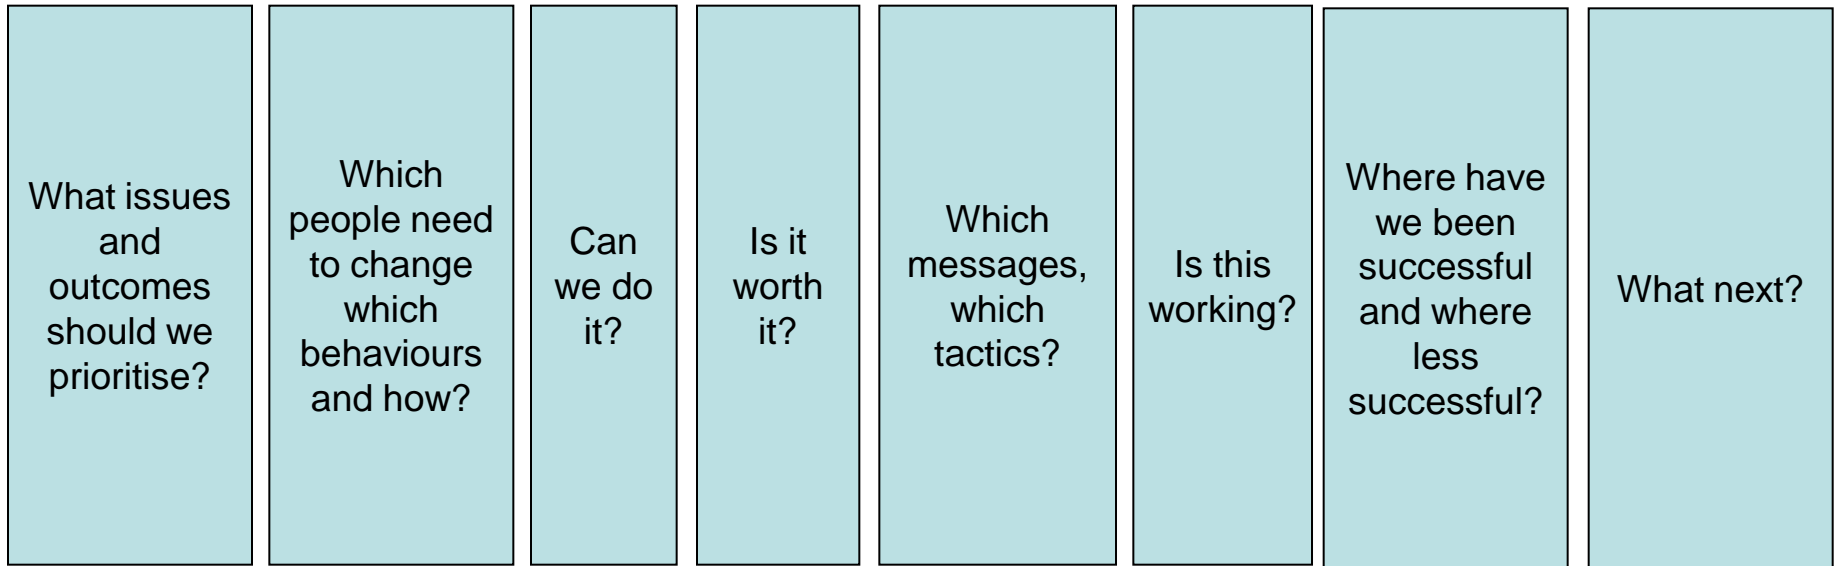 What issues
and
outcomes
should we
prioritise?
Which
people need
to change
which
behaviours
and how?
Can
we do
it?
Is it
worth
it?
Which
messages,
which
tactics?
Is this
working?
Where have
we been
successful
and where
less
successful?
What next?